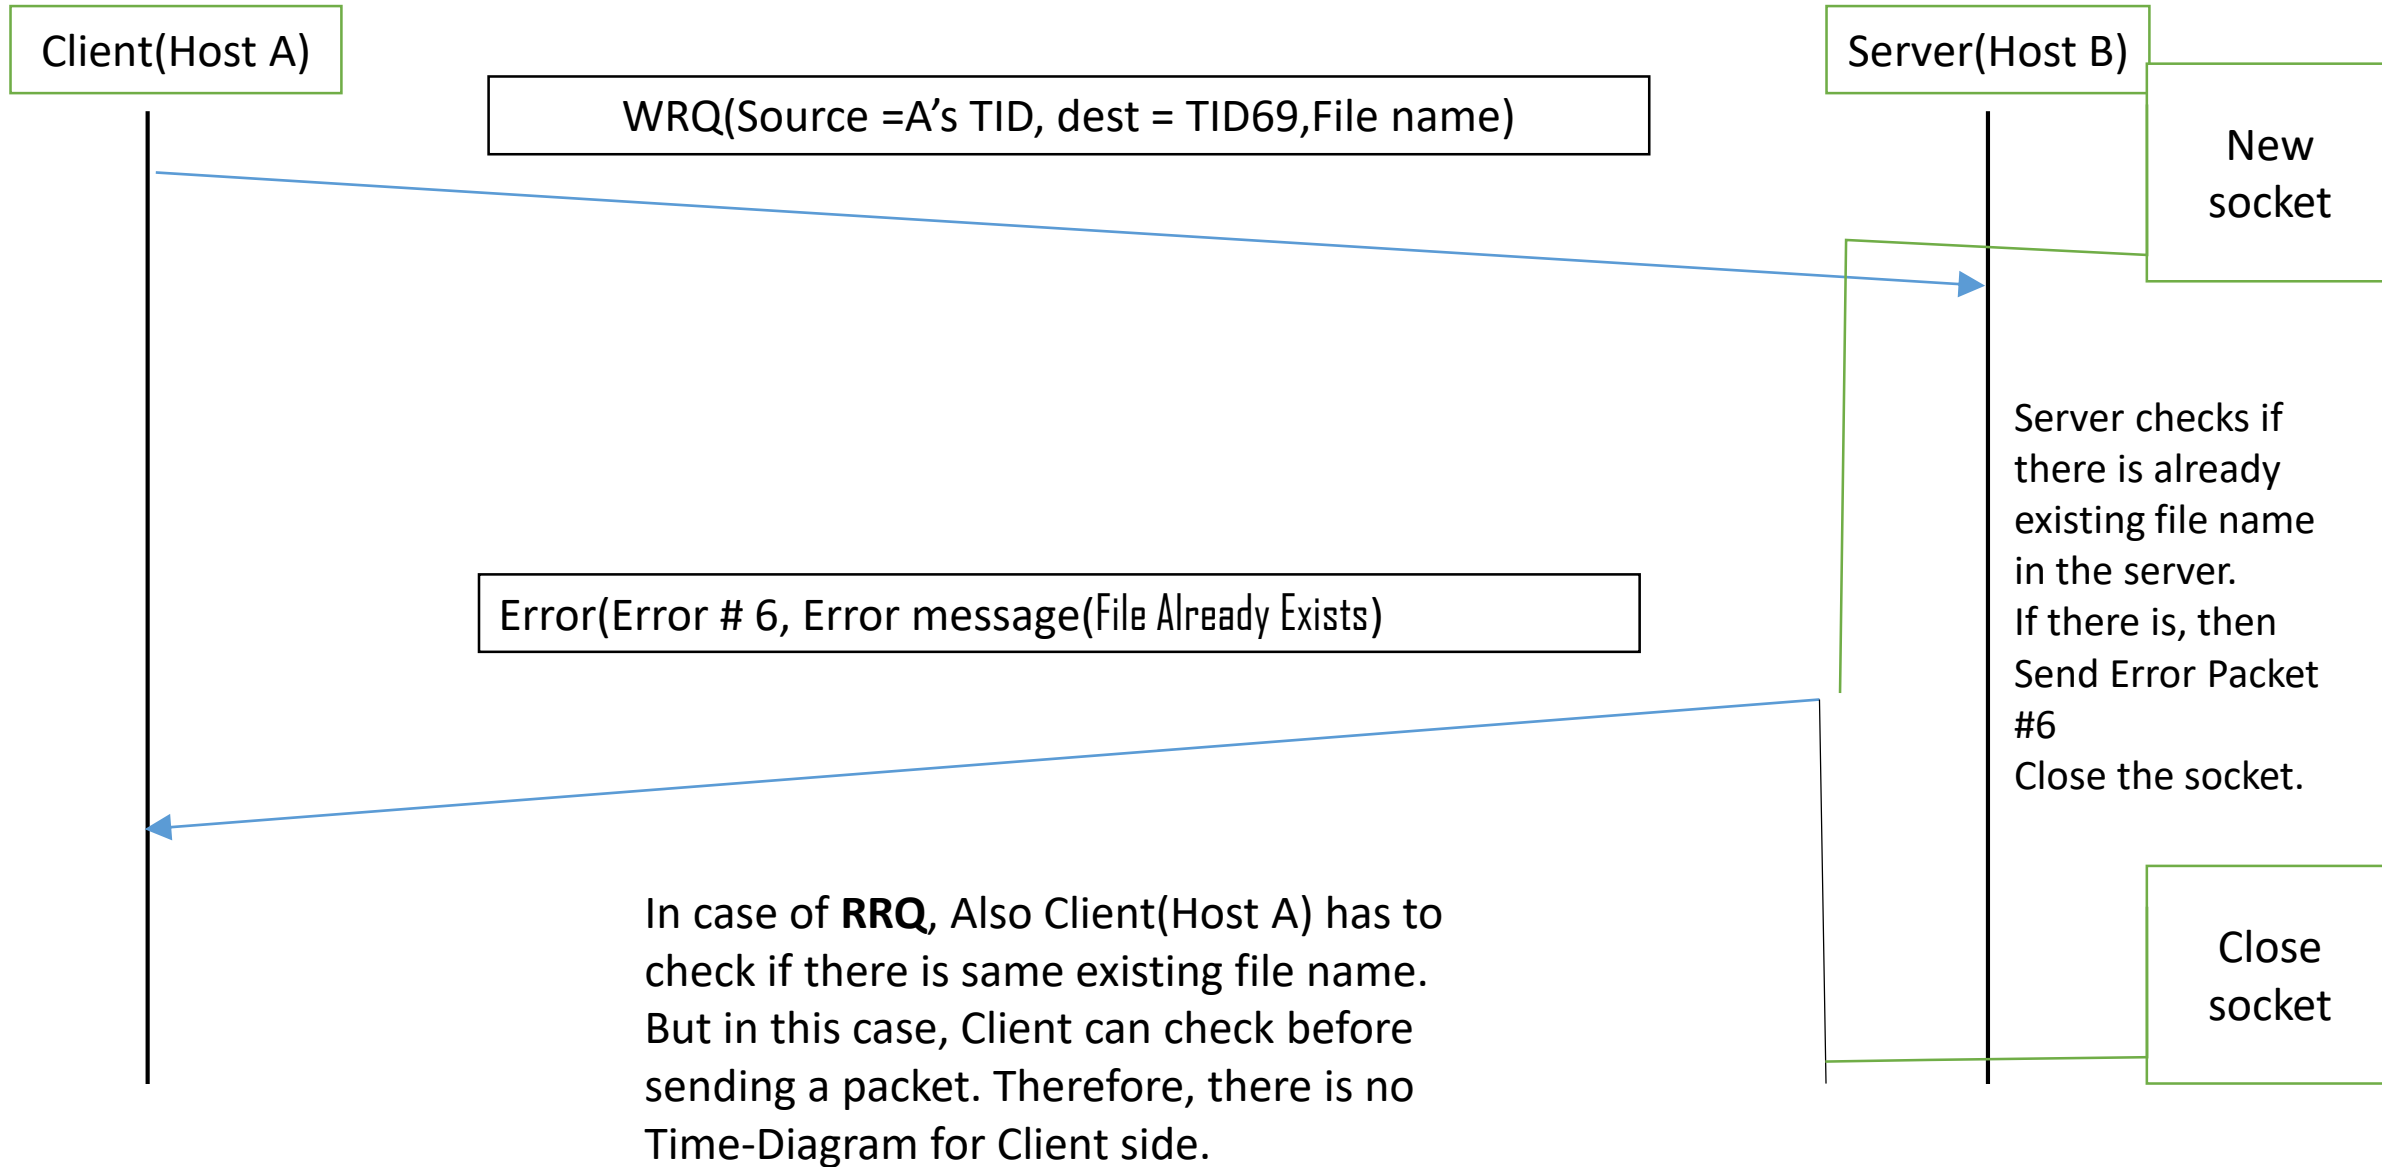 Client(Host A)
Server(Host B)
WRQ(Source =A’s TID, dest = TID69,File name)
New
socket
Server checks if
there is already
existing file name
in the server.
If there is, then
Send Error Packet
#6
Close the socket.
Error(Error # 6, Error message(File Already Exists)
In case of RRQ, Also Client(Host A) has to
check if there is same existing file name.
But in this case, Client can check before
sending a packet. Therefore, there is no
Time-Diagram for Client side.
Close
socket